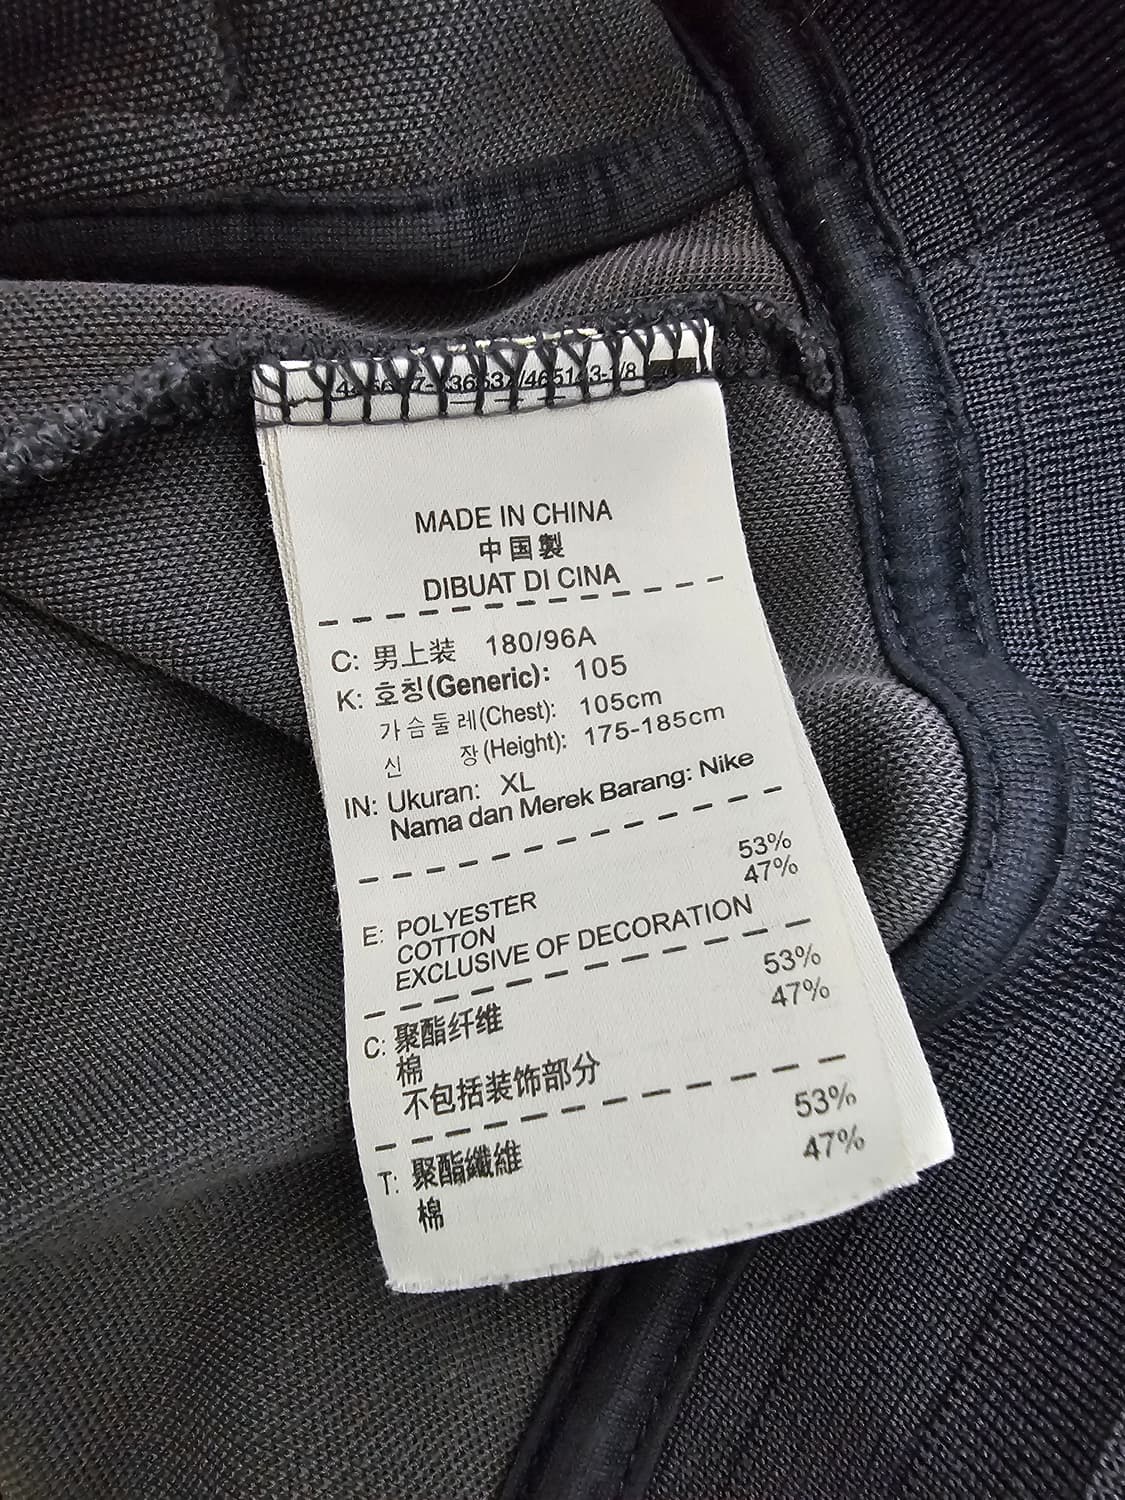 MADE IN CHINA
中国製
DIBUAT DI CINA
C: 男上装 180/96A
K: 호칭(Generic): 105
가슴둘레(Chest): 105cm
신 장(Height): 175-185cm
IN: Ukuran: XL
Nama dan Merek Barang: Nike
E: POLYESTER 53%
COTTON 47%
EXCLUSIVE OF DECORATION
C: 聚酯纤维 53%
棉 47%
不包括装饰部分
T: 聚酯纖維 53%
棉 47%